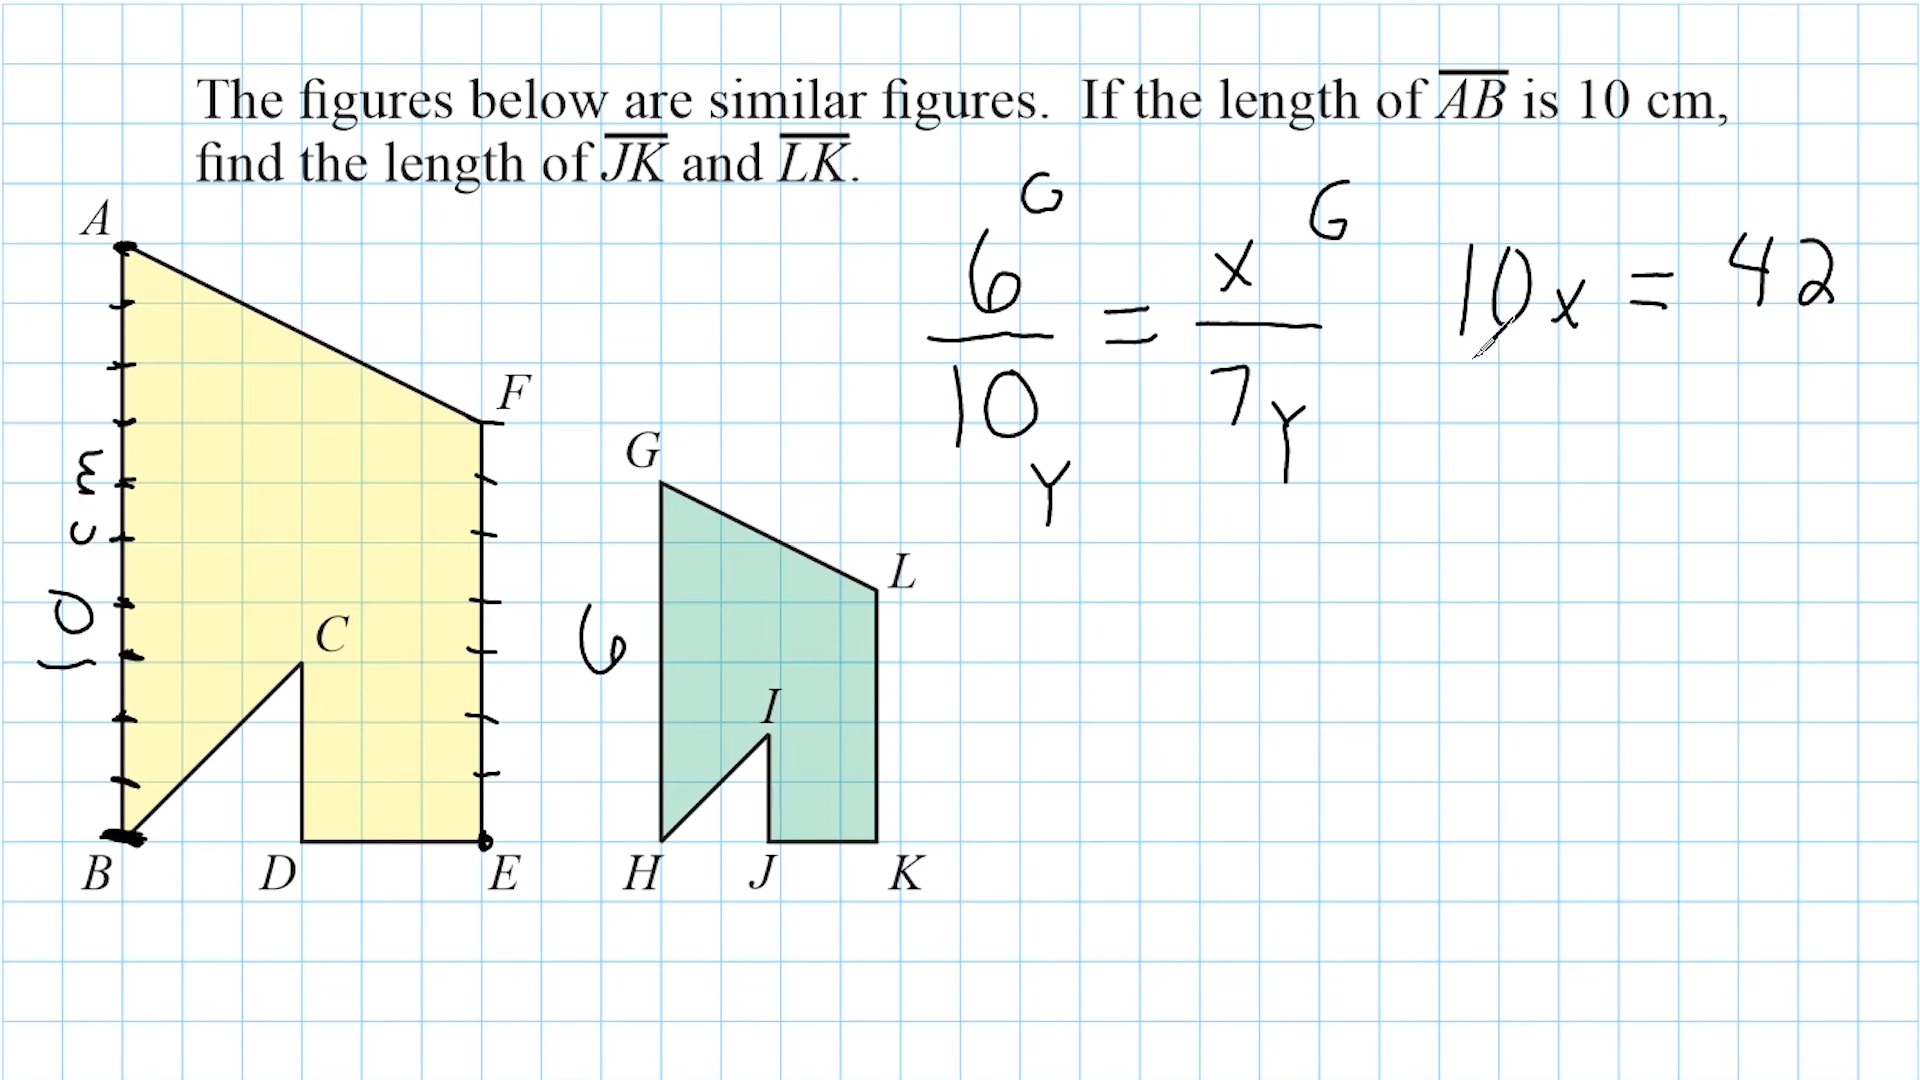 The figures below are similar figures. If the length of AB is 10 cm,
find the length of JK and LK.
G G
6 x
10x = 42
=
10 7
Y Y
A
F
10 cm
C
B D E
G
L
6
I
H J K